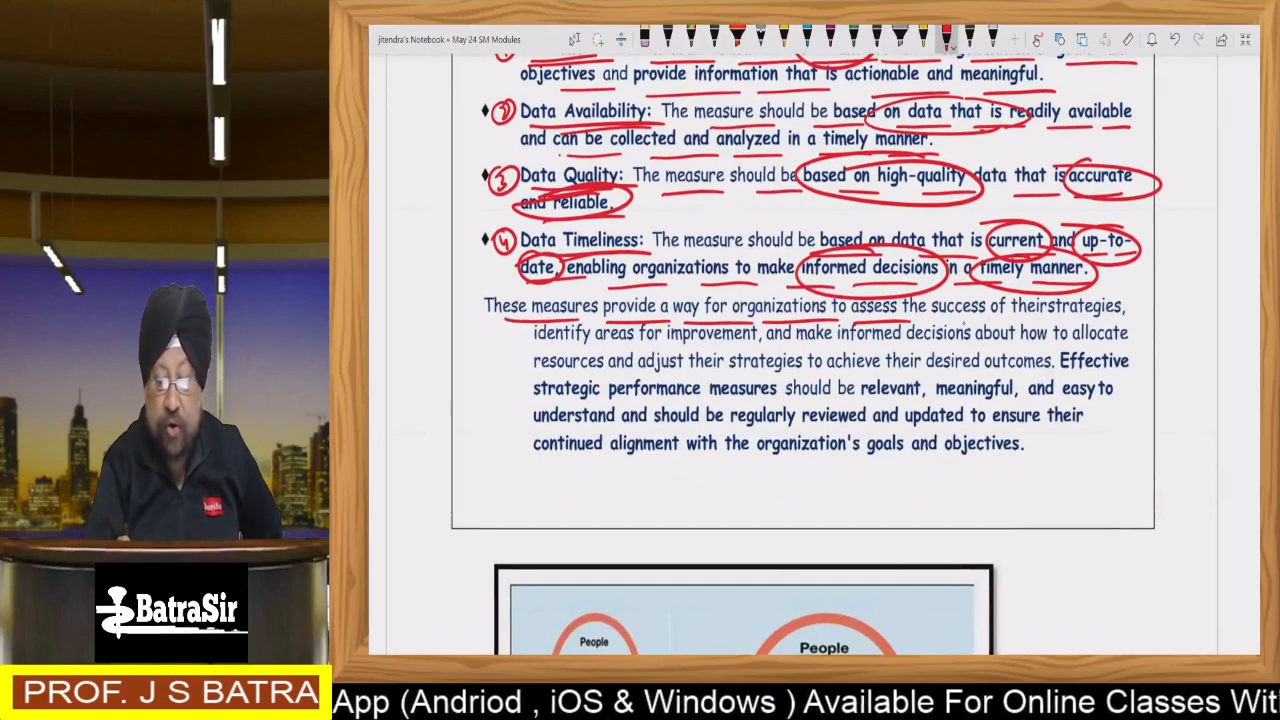 jitendra's Notebook » May 24 SM Modules
objectives and provide information that is actionable and meaningful.
♦ 2 Data Availability: The measure should be based on data that is readily available
and can be collected and analyzed in a timely manner.
♦ 3 Data Quality: The measure should be based on high-quality data that is accurate
and reliable.
♦ 4 Data Timeliness: The measure should be based on data that is current and up-to-
date, enabling organizations to make informed decisions in a timely manner.
These measures provide a way for organizations to assess the success of theirstrategies,
identify areas for improvement, and make informed decisions about how to allocate
resources and adjust their strategies to achieve their desired outcomes. Effective
strategic performance measures should be relevant, meaningful, and easy to
understand and should be regularly reviewed and updated to ensure their
continued alignment with the organization's goals and objectives.
People
People
BatraSir
PROF. J S BATRA
App (Andriod , iOS & Windows ) Available For Online Classes Wit